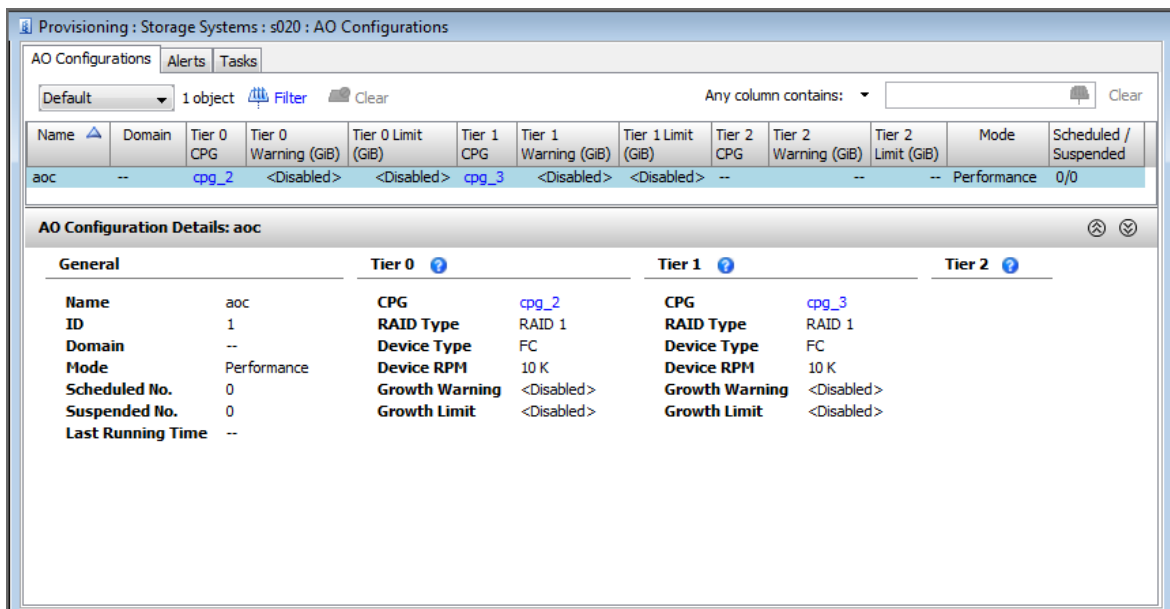 Provisioning : Storage Systems : s020 : AO Configurations
AO Configurations Alerts Tasks
Default 1 object Filter Clear Any column contains: Clear
Name Domain Tier 0 CPG Tier 0 Warning (GiB) Tier 0 Limit (GiB) Tier 1 CPG Tier 1 Warning (GiB) Tier 1 Limit (GiB) Tier 2 CPG Tier 2 Warning (GiB) Tier 2 Limit (GiB) Mode Scheduled / Suspended
aoc -- cpg_2 <Disabled> <Disabled> cpg_3 <Disabled> <Disabled> -- -- -- Performance 0/0
AO Configuration Details: aoc
General Tier 0 ? Tier 1 ? Tier 2 ?
Name aoc CPG cpg_2 CPG cpg_3
ID 1 RAID Type RAID 1 RAID Type RAID 1
Domain -- Device Type FC Device Type FC
Mode Performance Device RPM 10 K Device RPM 10 K
Scheduled No. 0 Growth Warning <Disabled> Growth Warning <Disabled>
Suspended No. 0 Growth Limit <Disabled> Growth Limit <Disabled>
Last Running Time --